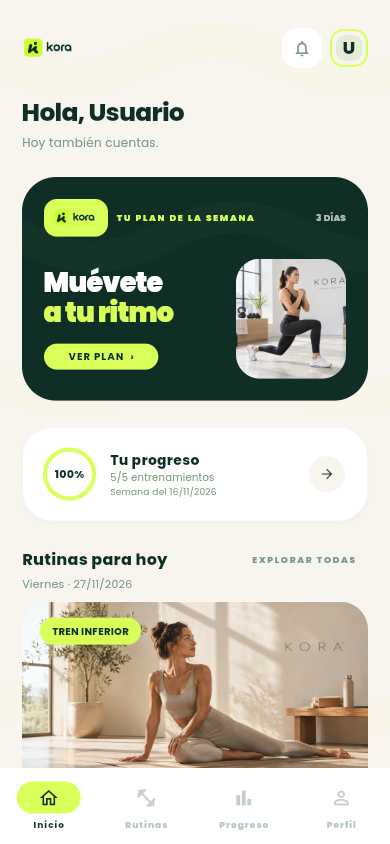 kora
U
Hola, Usuario
Hoy también cuentas.
kora
TU PLAN DE LA SEMANA
3 DÍAS
Muévete
a tu ritmo
KORA
VER PLAN ›
100%
Tu progreso
5/5 entrenamientos
Semana del 16/11/2026
Rutinas para hoy
EXPLORAR TODAS
Viernes · 27/11/2026
TREN INFERIOR
KORA
Inicio
Rutinas
Progreso
Perfil